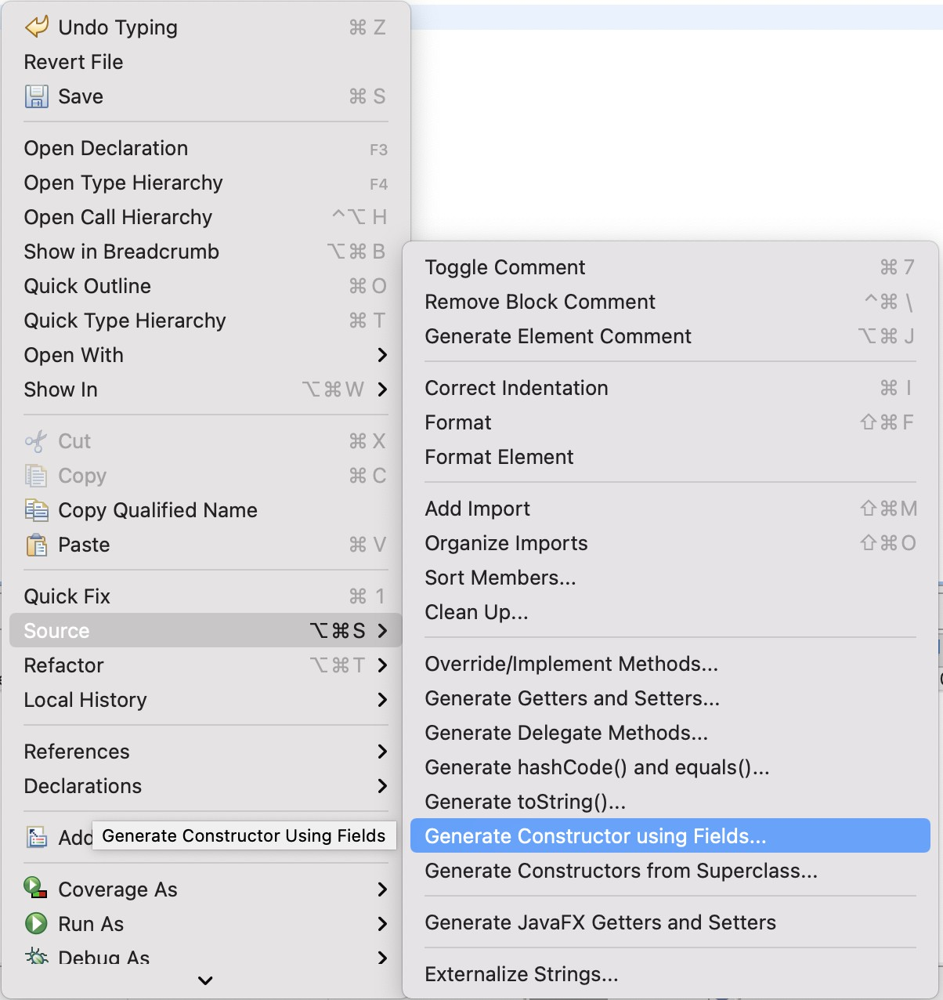 Undo Typing ⌘ Z
Revert File
Save ⌘ S
Open Declaration F3
Open Type Hierarchy F4
Open Call Hierarchy ^⌥ H
Show in Breadcrumb ⌥⌘ B
Quick Outline ⌘ O
Quick Type Hierarchy ⌘ T
Open With
Show In ⌥⌘ W
Cut ⌘ X
Copy ⌘ C
Copy Qualified Name
Paste ⌘ V
Quick Fix ⌘ 1
Source ⌥⌘ S
Refactor ⌥⌘ T
Local History
References
Declarations
Add
Generate Constructor Using Fields
Coverage As
Run As
Debug As
Toggle Comment ⌘ 7
Remove Block Comment ^⌘ \
Generate Element Comment ⌥⌘ J
Correct Indentation ⌘ I
Format ⇧⌘ F
Format Element
Add Import ⇧⌘ M
Organize Imports ⇧⌘ O
Sort Members...
Clean Up...
Override/Implement Methods...
Generate Getters and Setters...
Generate Delegate Methods...
Generate hashCode() and equals()...
Generate toString()...
Generate Constructor using Fields...
Generate Constructors from Superclass...
Generate JavaFX Getters and Setters
Externalize Strings...